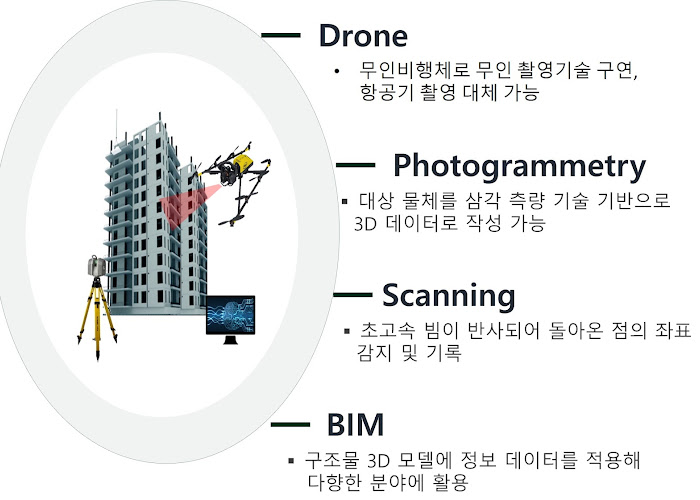 Drone
• 무인비행체로 무인 촬영기술 구연,
항공기 촬영 대체 가능
Photogrammetry
▪ 대상 물체를 삼각 측량 기술 기반으로
3D 데이터로 작성 가능
Scanning
▪ 초고속 빔이 반사되어 돌아온 점의 좌표
감지 및 기록
BIM
▪ 구조물 3D 모델에 정보 데이터를 적용해
다향한 분야에 활용